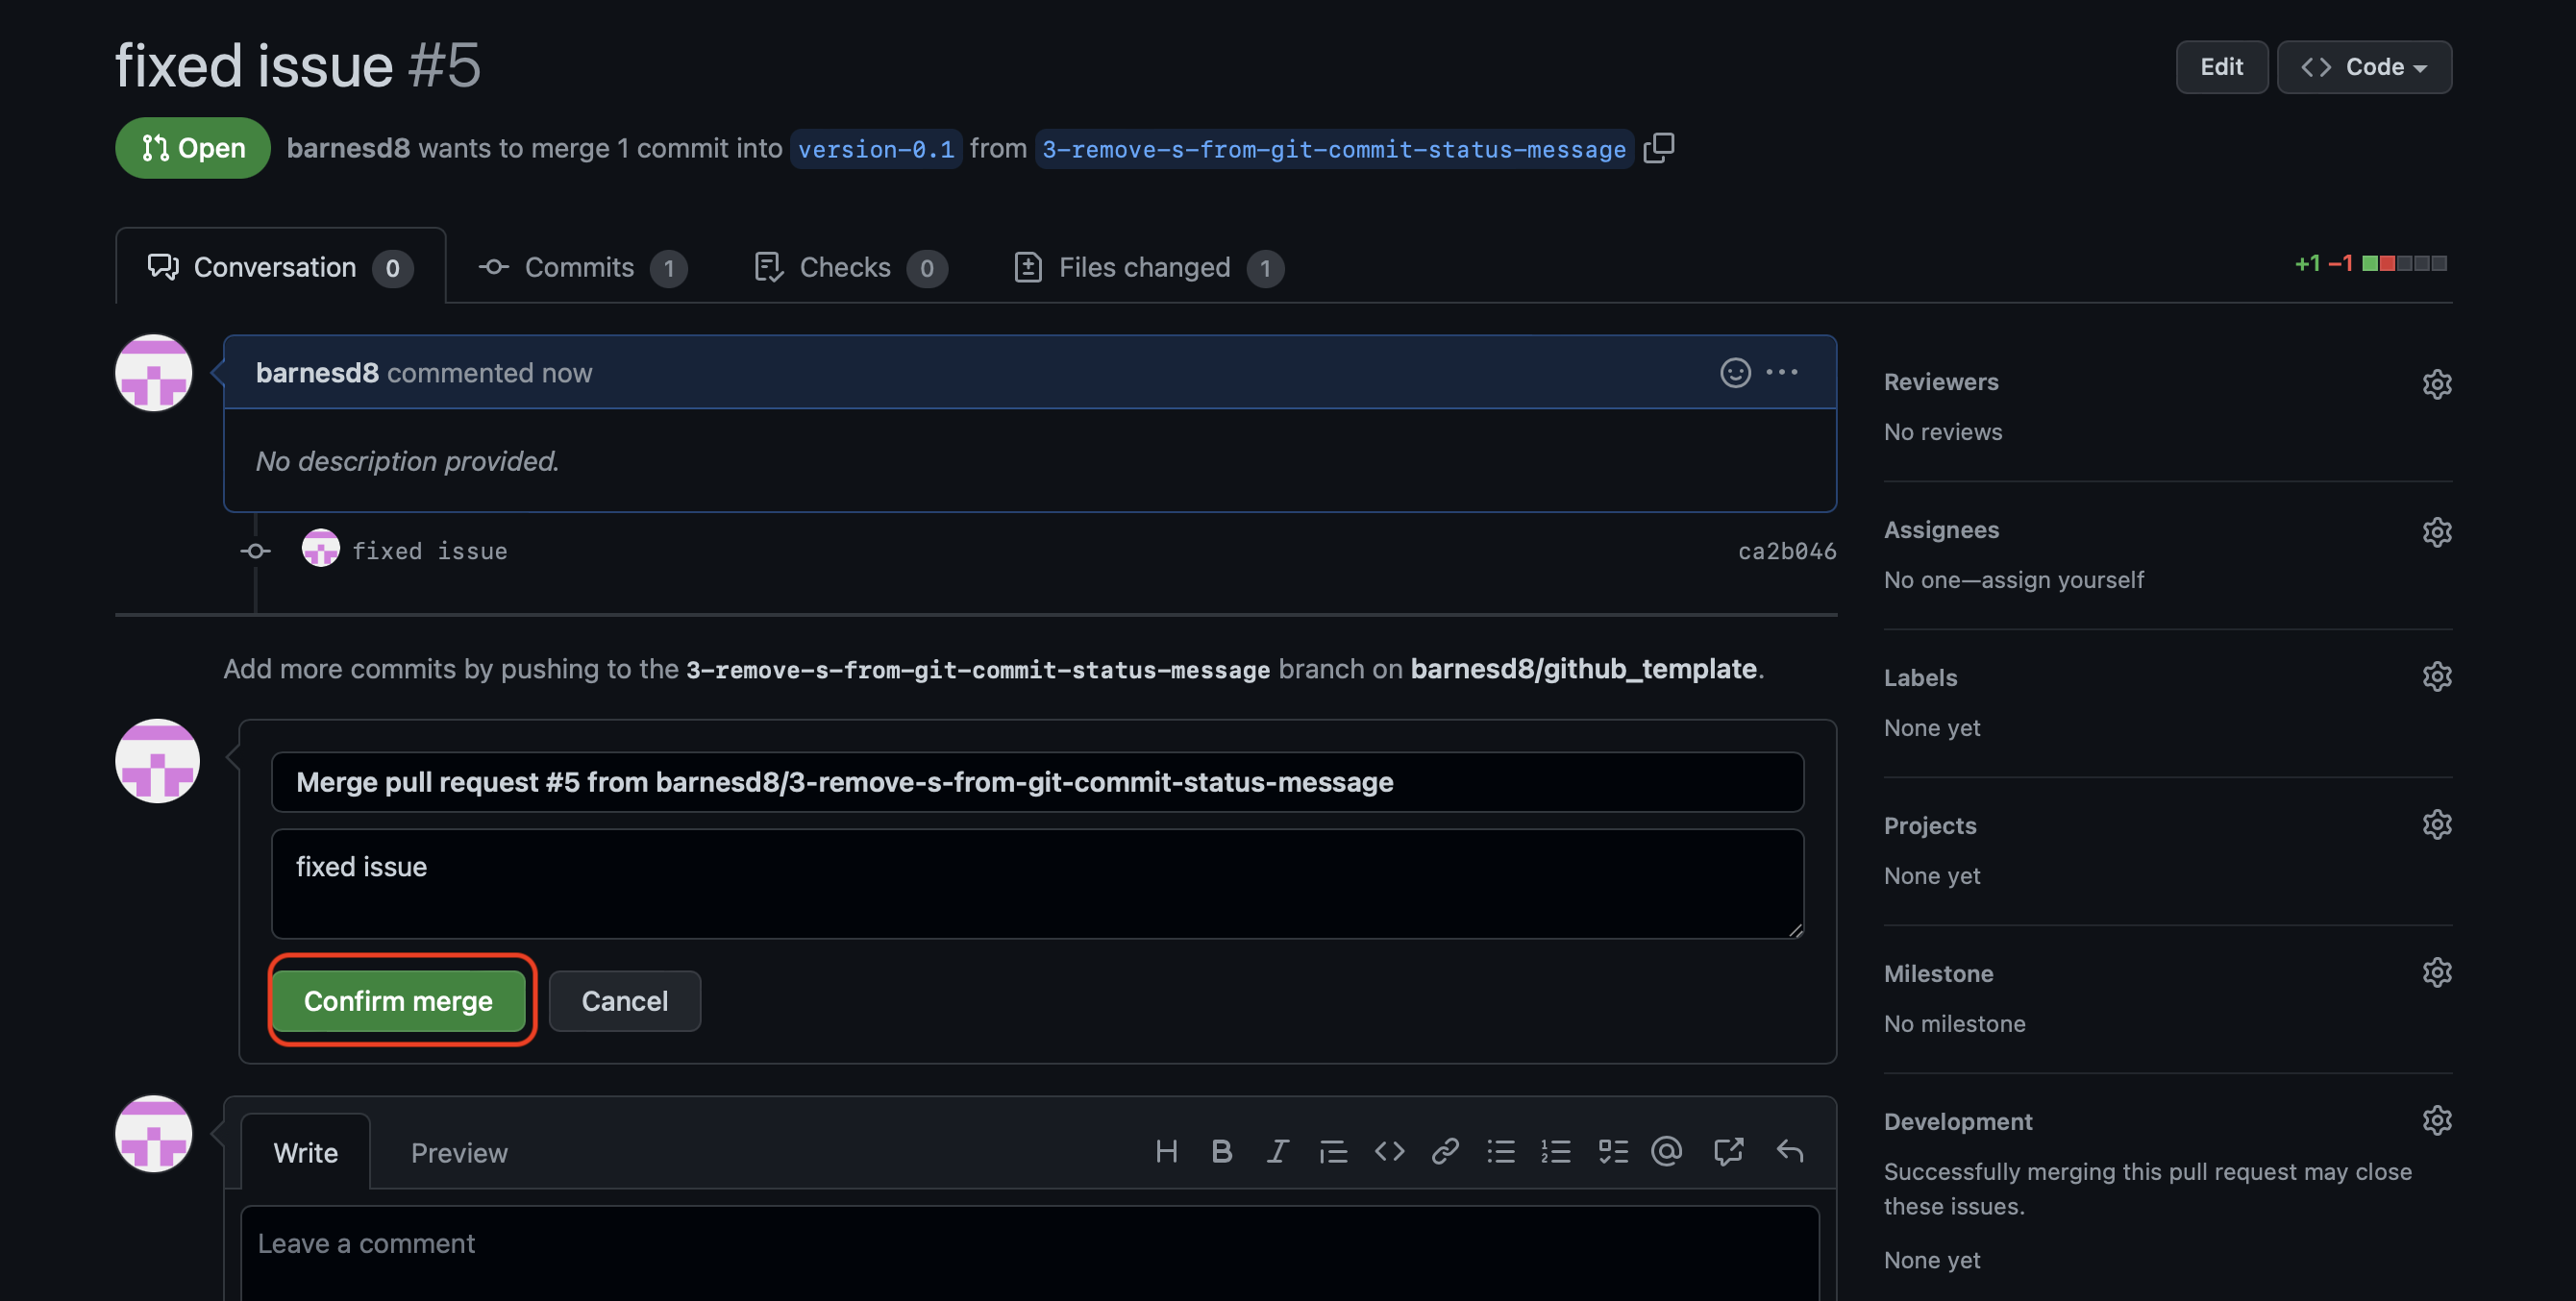 fixed issue #5
Edit
Code
Open
barnesd8 wants to merge 1 commit into version-0.1 from 3-remove-s-from-git-commit-status-message
Conversation 0
Commits 1
Checks 0
Files changed 1
+1 −1
barnesd8 commented now
No description provided.
fixed issue
ca2b046
Add more commits by pushing to the 3-remove-s-from-git-commit-status-message branch on barnesd8/github_template.
Merge pull request #5 from barnesd8/3-remove-s-from-git-commit-status-message
fixed issue
Confirm merge
Cancel
Write
Preview
Leave a comment
Reviewers
No reviews
Assignees
No one—assign yourself
Labels
None yet
Projects
None yet
Milestone
No milestone
Development
Successfully merging this pull request may close
these issues.
None yet